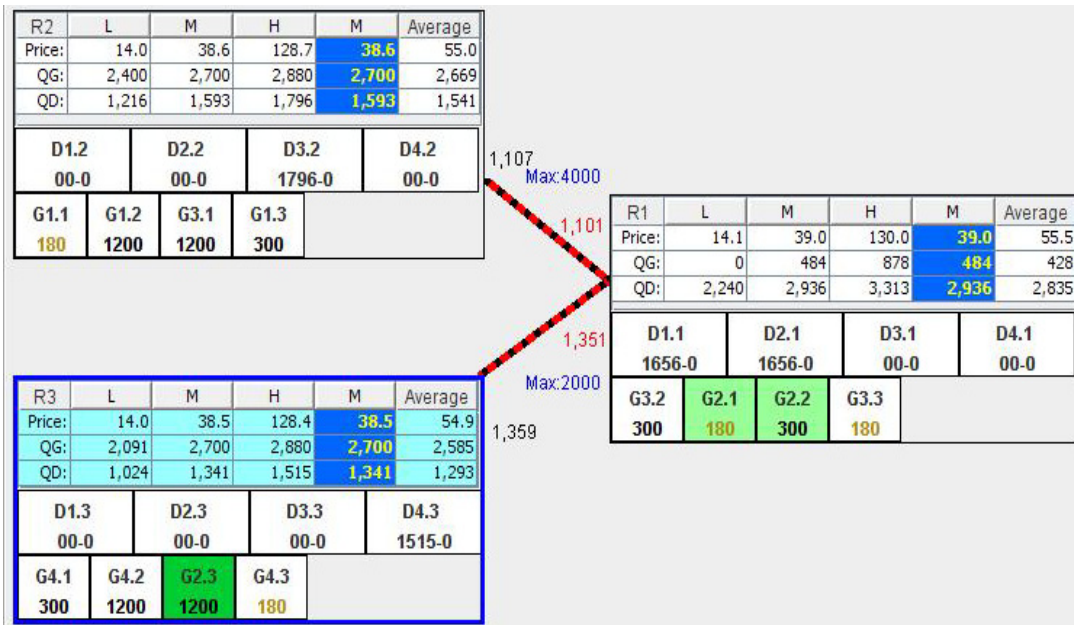 R2 L M H M Average
Price: 14.0 38.6 128.7 38.6 55.0
QG: 2,400 2,700 2,880 2,700 2,669
QD: 1,216 1,593 1,796 1,593 1,541
D1.2 D2.2 D3.2 D4.2
00-0 00-0 1796-0 00-0
G1.1 G1.2 G3.1 G1.3
180 1200 1200 300
1,107
Max:4000
1,101
R1 L M H M Average
Price: 14.1 39.0 130.0 39.0 55.5
QG: 0 484 878 484 428
QD: 2,240 2,936 3,313 2,936 2,835
D1.1 D2.1 D3.1 D4.1
1656-0 1656-0 00-0 00-0
G3.2 G2.1 G2.2 G3.3
300 180 300 180
1,351
Max:2000
1,359
R3 L M H M Average
Price: 14.0 38.5 128.4 38.5 54.9
QG: 2,091 2,700 2,880 2,700 2,585
QD: 1,024 1,341 1,515 1,341 1,293
D1.3 D2.3 D3.3 D4.3
00-0 00-0 00-0 1515-0
G4.1 G4.2 G2.3 G4.3
300 1200 1200 180